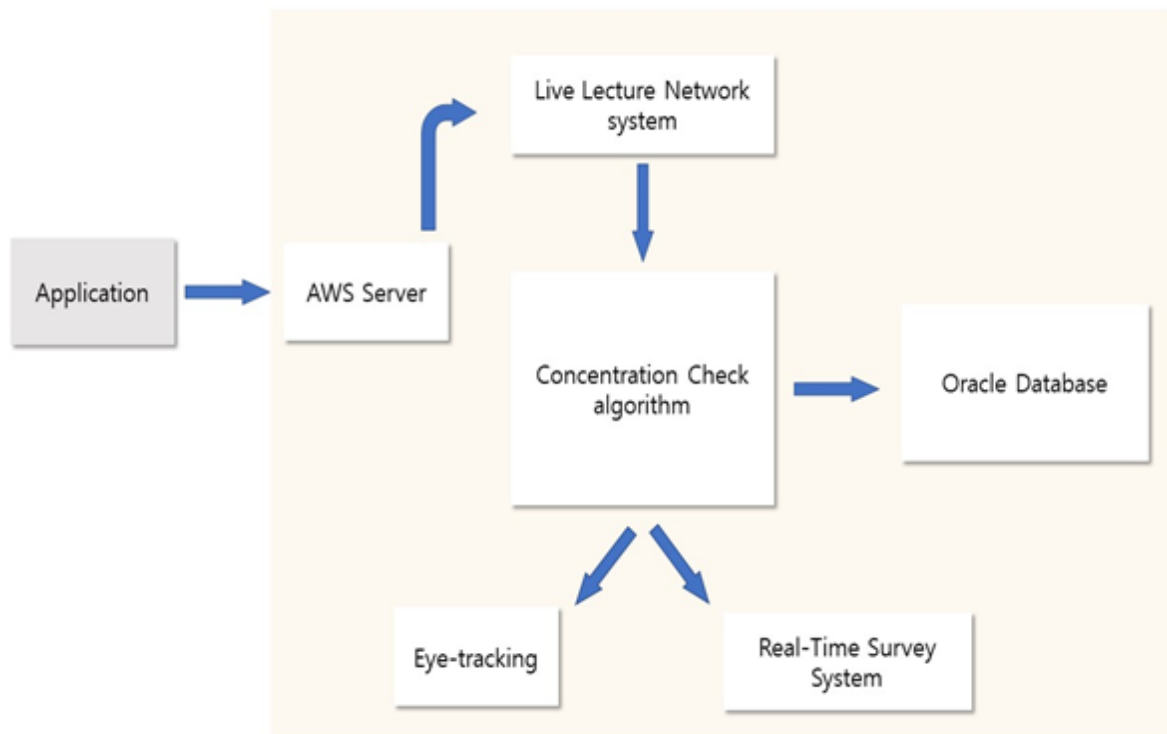 Live Lecture Network
system
Application
AWS Server
Concentration Check
algorithm
Oracle Database
Eye-tracking
Real-Time Survey
System